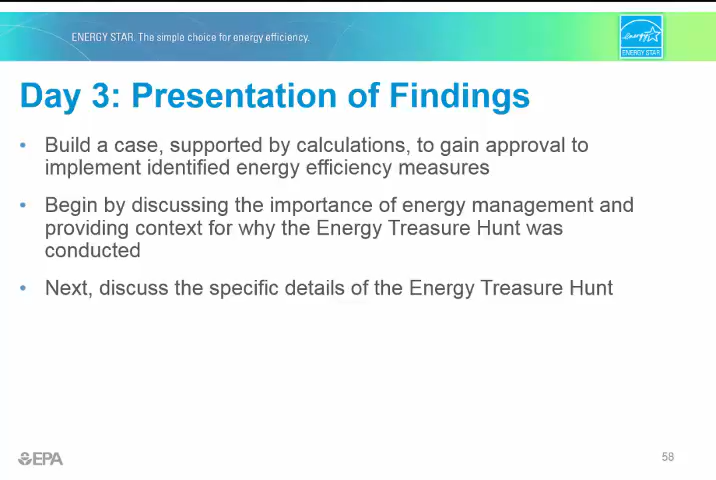 ENERGY STAR. The simple choice for energy efficiency.
ENERGY STAR
Day 3: Presentation of Findings
• Build a case, supported by calculations, to gain approval to
implement identified energy efficiency measures
• Begin by discussing the importance of energy management and
providing context for why the Energy Treasure Hunt was
conducted
• Next, discuss the specific details of the Energy Treasure Hunt
EPA
58